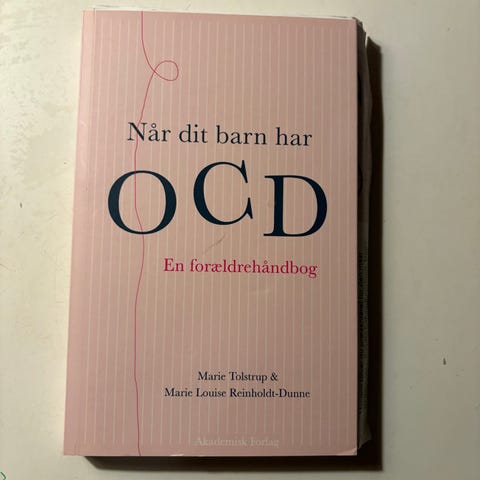 Når dit barn har
OCD
En forældrehåndbog
Marie Tolstrup &
Marie Louise Reinholdt-Dunne
Akademisk Forlag